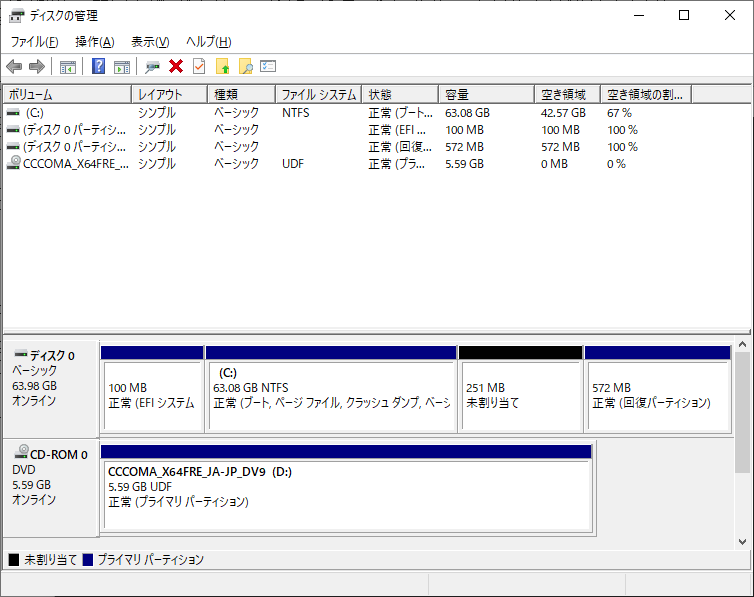 ディスクの管理
ファイル(F) 操作(A) 表示(V) ヘルプ(H)
ボリューム レイアウト 種類 ファイル システム 状態 容量 空き領域 空き領域の割...
(C:) シンプル ベーシック NTFS 正常 (ブート... 63.08 GB 42.57 GB 67 %
(ディスク 0 パーティシ... シンプル ベーシック 正常 (EFI ... 100 MB 100 MB 100 %
(ディスク 0 パーティシ... シンプル ベーシック 正常 (回復... 572 MB 572 MB 100 %
CCCOMA_X64FRE_... シンプル ベーシック UDF 正常 (プラ... 5.59 GB 0 MB 0 %
ディスク 0
ベーシック
63.98 GB
オンライン
100 MB
正常 (EFI システム
(C:)
63.08 GB NTFS
正常 (ブート, ページ ファイル, クラッシュ ダンプ, ベーシ
251 MB
未割り当て
572 MB
正常 (回復パーティション)
CD-ROM 0
DVD
5.59 GB
オンライン
CCCOMA_X64FRE_JA-JP_DV9 (D:)
5.59 GB UDF
正常 (プライマリ パーティション)
未割り当て プライマリ パーティション